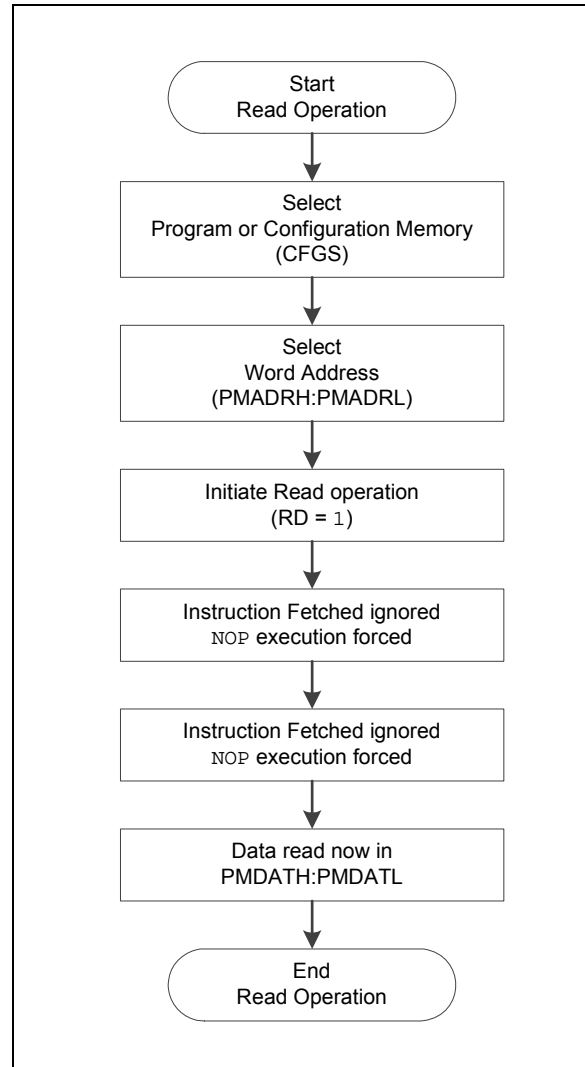 Start
Read Operation
Select
Program or Configuration Memory
(CFGS)
Select
Word Address
(PMADRH:PMADRL)
Initiate Read operation
(RD = 1)
Instruction Fetched ignored
NOP execution forced
Instruction Fetched ignored
NOP execution forced
Data read now in
PMDATH:PMDATL
End
Read Operation